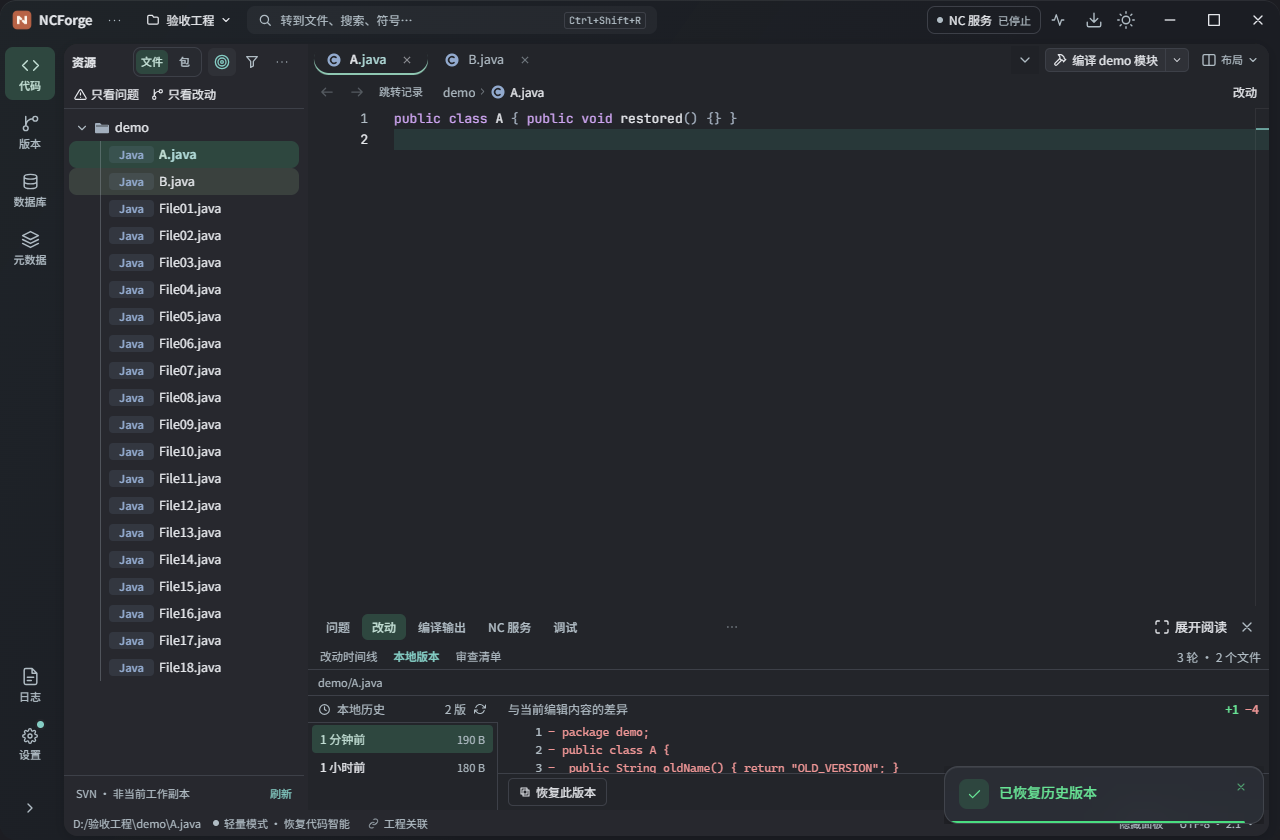 NCForge ··· 验收工程 转到文件、搜索、符号··· Ctrl+Shift+R NC 服务 已停止
代码
版本
数据库
元数据
日志
设置
资源 文件 包 ···
只看问题 只看改动
demo
Java A.java
Java B.java
Java File01.java
Java File02.java
Java File03.java
Java File04.java
Java File05.java
Java File06.java
Java File07.java
Java File08.java
Java File09.java
Java File10.java
Java File11.java
Java File12.java
Java File13.java
Java File14.java
Java File15.java
Java File16.java
Java File17.java
Java File18.java
SVN · 非当前工作副本 刷新
A.java × B.java × 编译 demo 模块 布局
跳转记录 demo › A.java 改动
1 public class A { public void restored() {} }
2
问题 改动 编译输出 NC 服务 调试 ··· 展开阅读
改动时间线 本地版本 审查清单 3 轮 · 2 个文件
demo/A.java
本地历史 2 版 与当前编辑内容的差异 +1 −4
1 分钟前 190 B
1 小时前 180 B
1 − package demo;
2 − public class A {
3 − public String oldName() { return "OLD_VERSION"; }
恢复此版本
已恢复历史版本
D:/验收工程\demo\A.java 轻量模式 · 恢复代码智能 工程关联